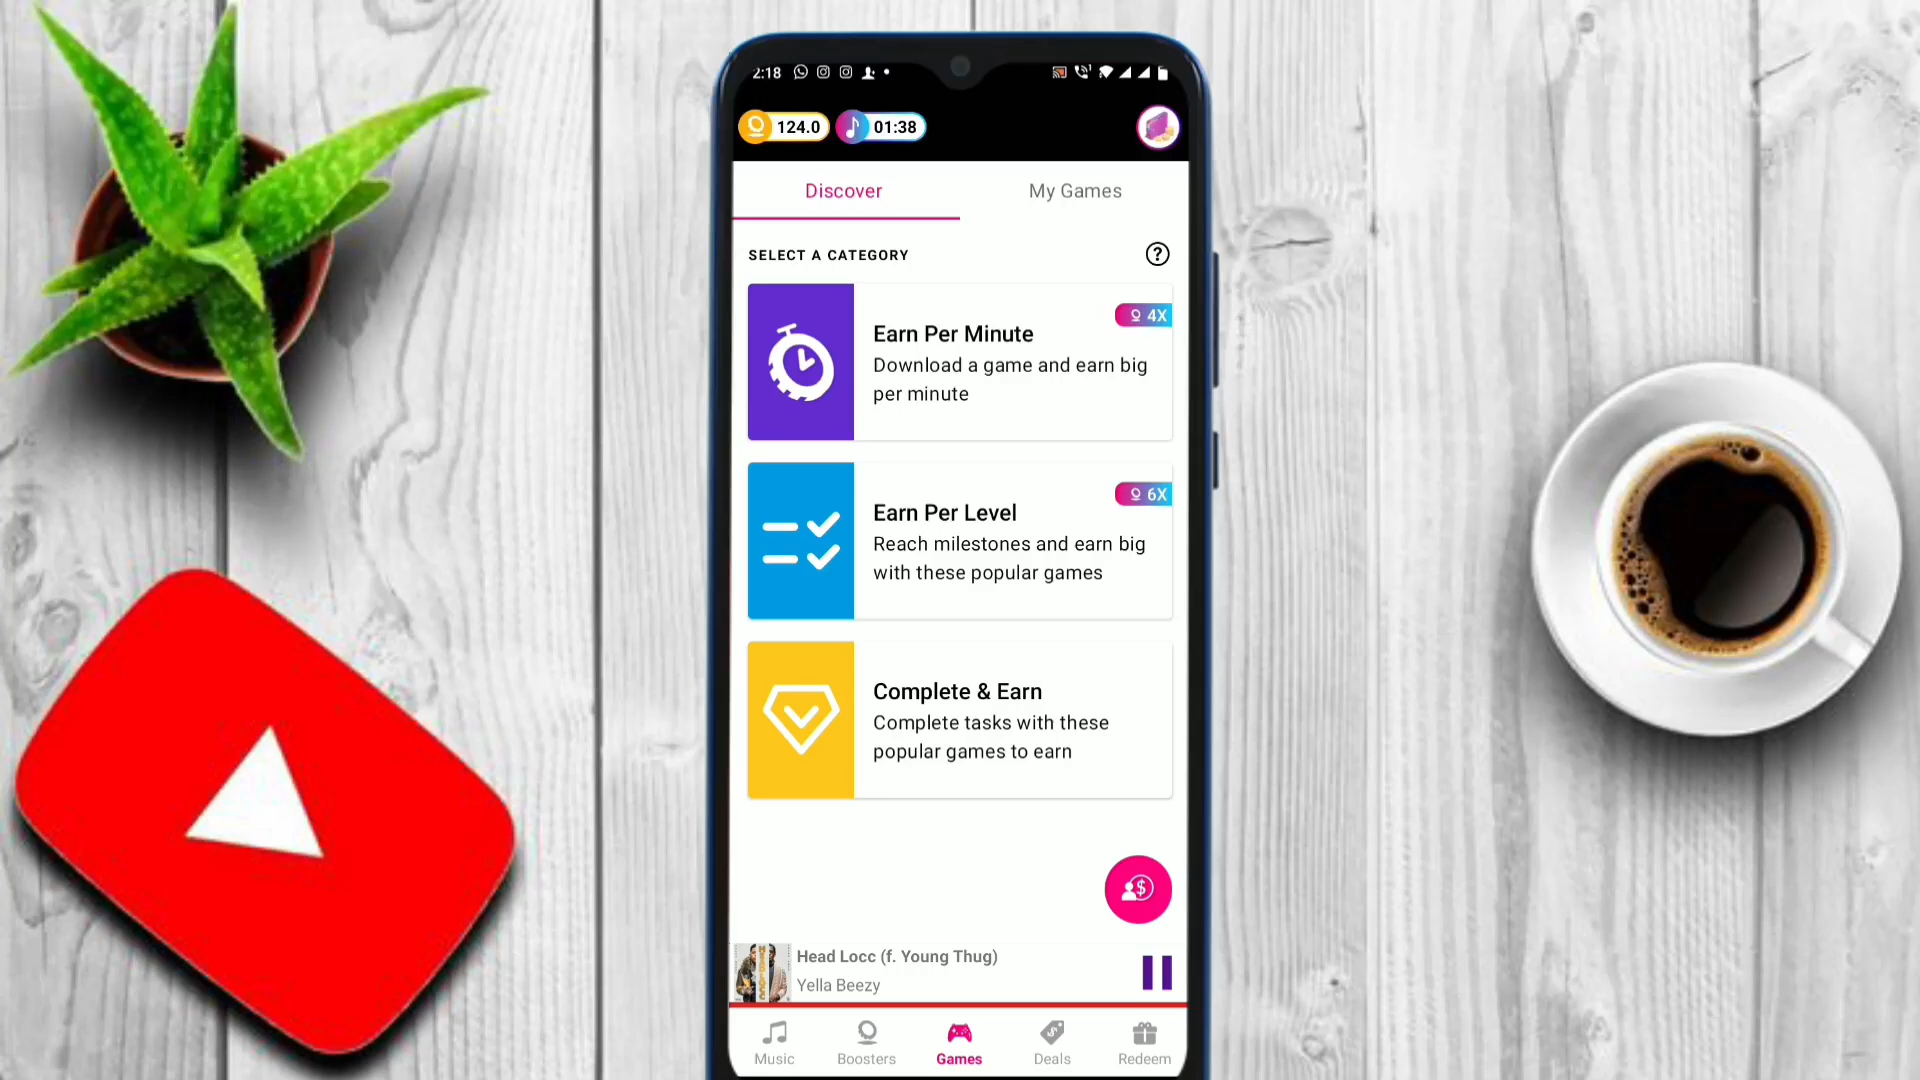 2:18
124.0
01:38
Discover
My Games
SELECT A CATEGORY
4X
Earn Per Minute
Download a game and earn big
per minute
6X
Earn Per Level
Reach milestones and earn big
with these popular games
Complete & Earn
Complete tasks with these
popular games to earn
Head Locc (f. Young Thug)
Yella Beezy
Music
Boosters
Games
Deals
Redeem